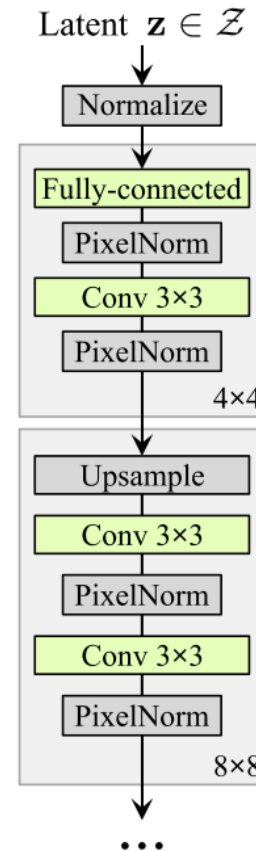 Latent z ∈ 𝒵
Normalize
Fully-connected
PixelNorm
Conv 3×3
PixelNorm
4×4
Upsample
Conv 3×3
PixelNorm
Conv 3×3
PixelNorm
8×8
...